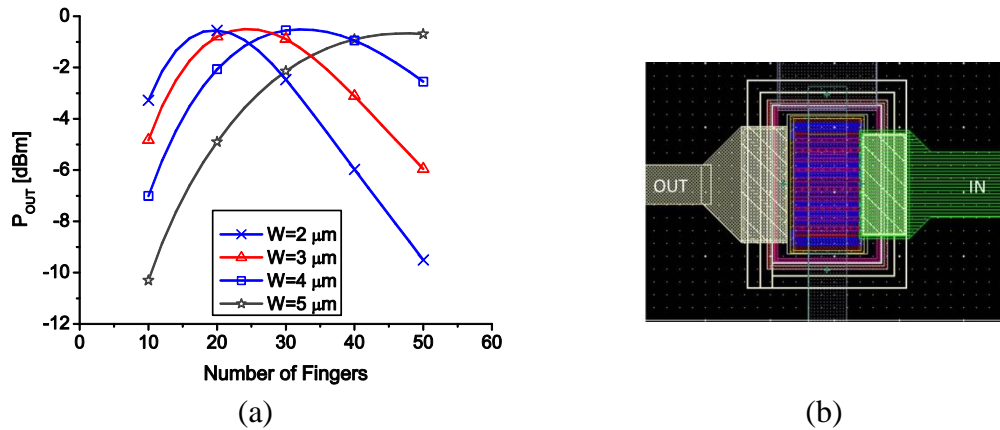 0
-2
-4
-6
-8
-10
-12
0
10
20
30
40
50
60
P_OUT [dBm]
Number of Fingers
W=2 μm
W=3 μm
W=4 μm
W=5 μm
(a)
OUT
IN
(b)